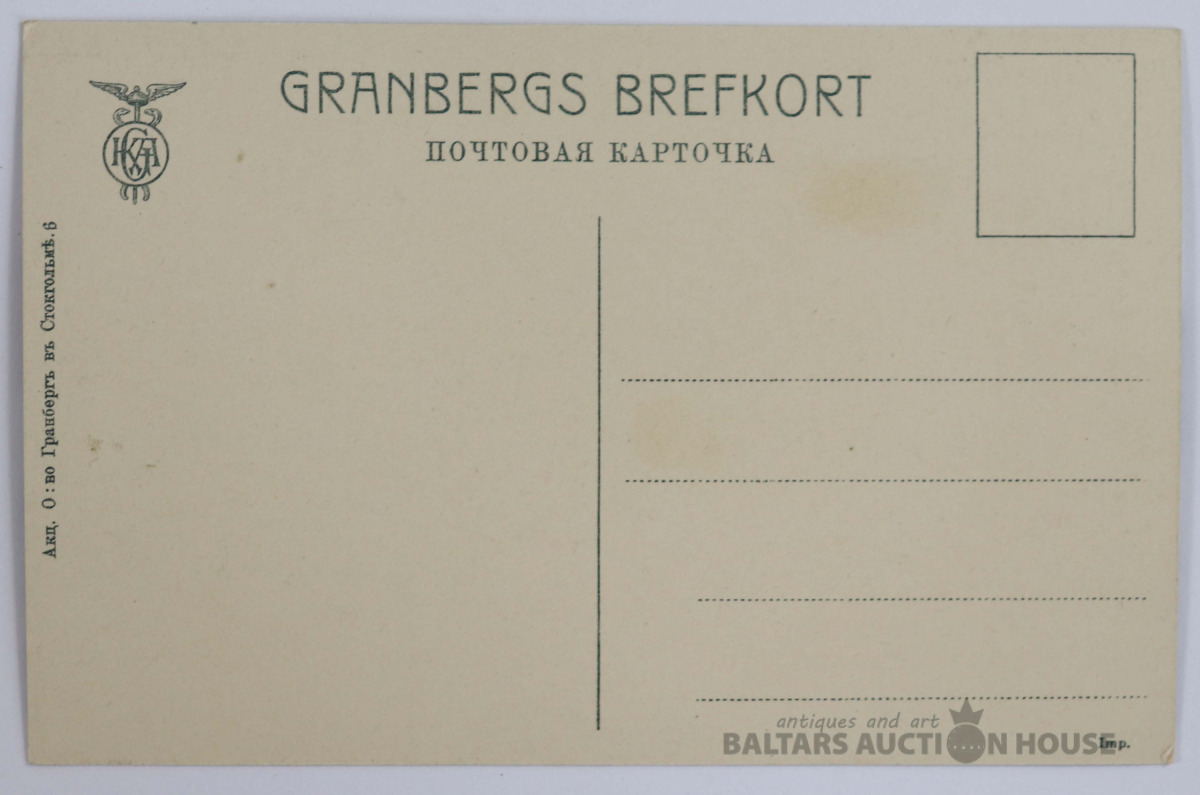 GRANBERGS BREFKORT
ПОЧТОВАЯ КАРТОЧКА
Акц. О:во Гранбергъ въ Стокгольмѣ. 6
Imp.
antiques and art
BALTARS AUCTION HOUSE